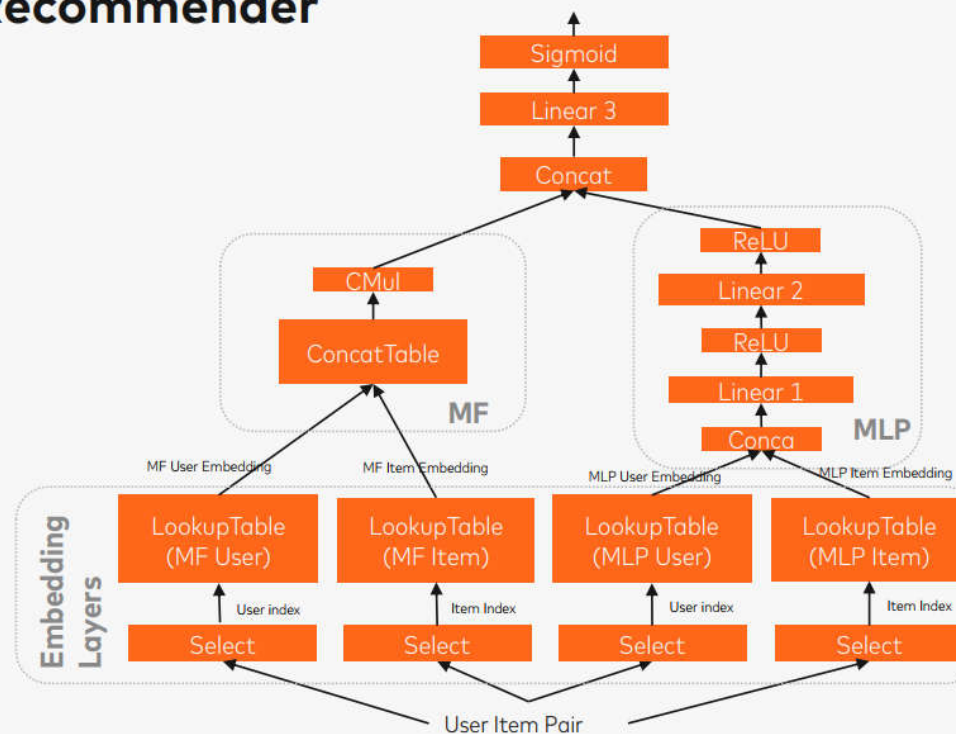 Recommender
Sigmoid
Linear 3
Concat
ReLU
CMul
Linear 2
ConcatTable
ReLU
Linear 1
MF
Conca
MLP
MF User Embedding
MF Item Embedding
MLP User Embedding
MLP Item Embedding
Embedding
Layers
LookupTable
(MF User)
LookupTable
(MF Item)
LookupTable
(MLP User)
LookupTable
(MLP Item)
User index
Item Index
User index
Item Index
Select
Select
Select
Select
User Item Pair